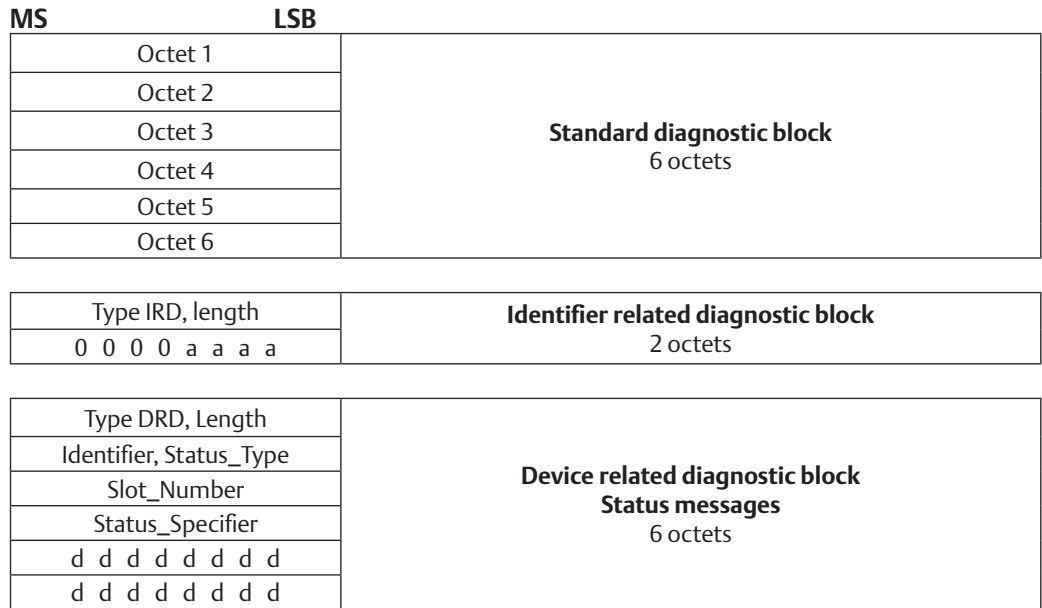 MS LSB
Octet 1
Octet 2
Octet 3
Octet 4
Octet 5
Octet 6
Standard diagnostic block
6 octets
Type IRD, length
0 0 0 0 a a a a
Identifier related diagnostic block
2 octets
Type DRD, Length
Identifier, Status_Type
Slot_Number
Status_Specifier
d d d d d d d d
d d d d d d d d
Device related diagnostic block
Status messages
6 octets